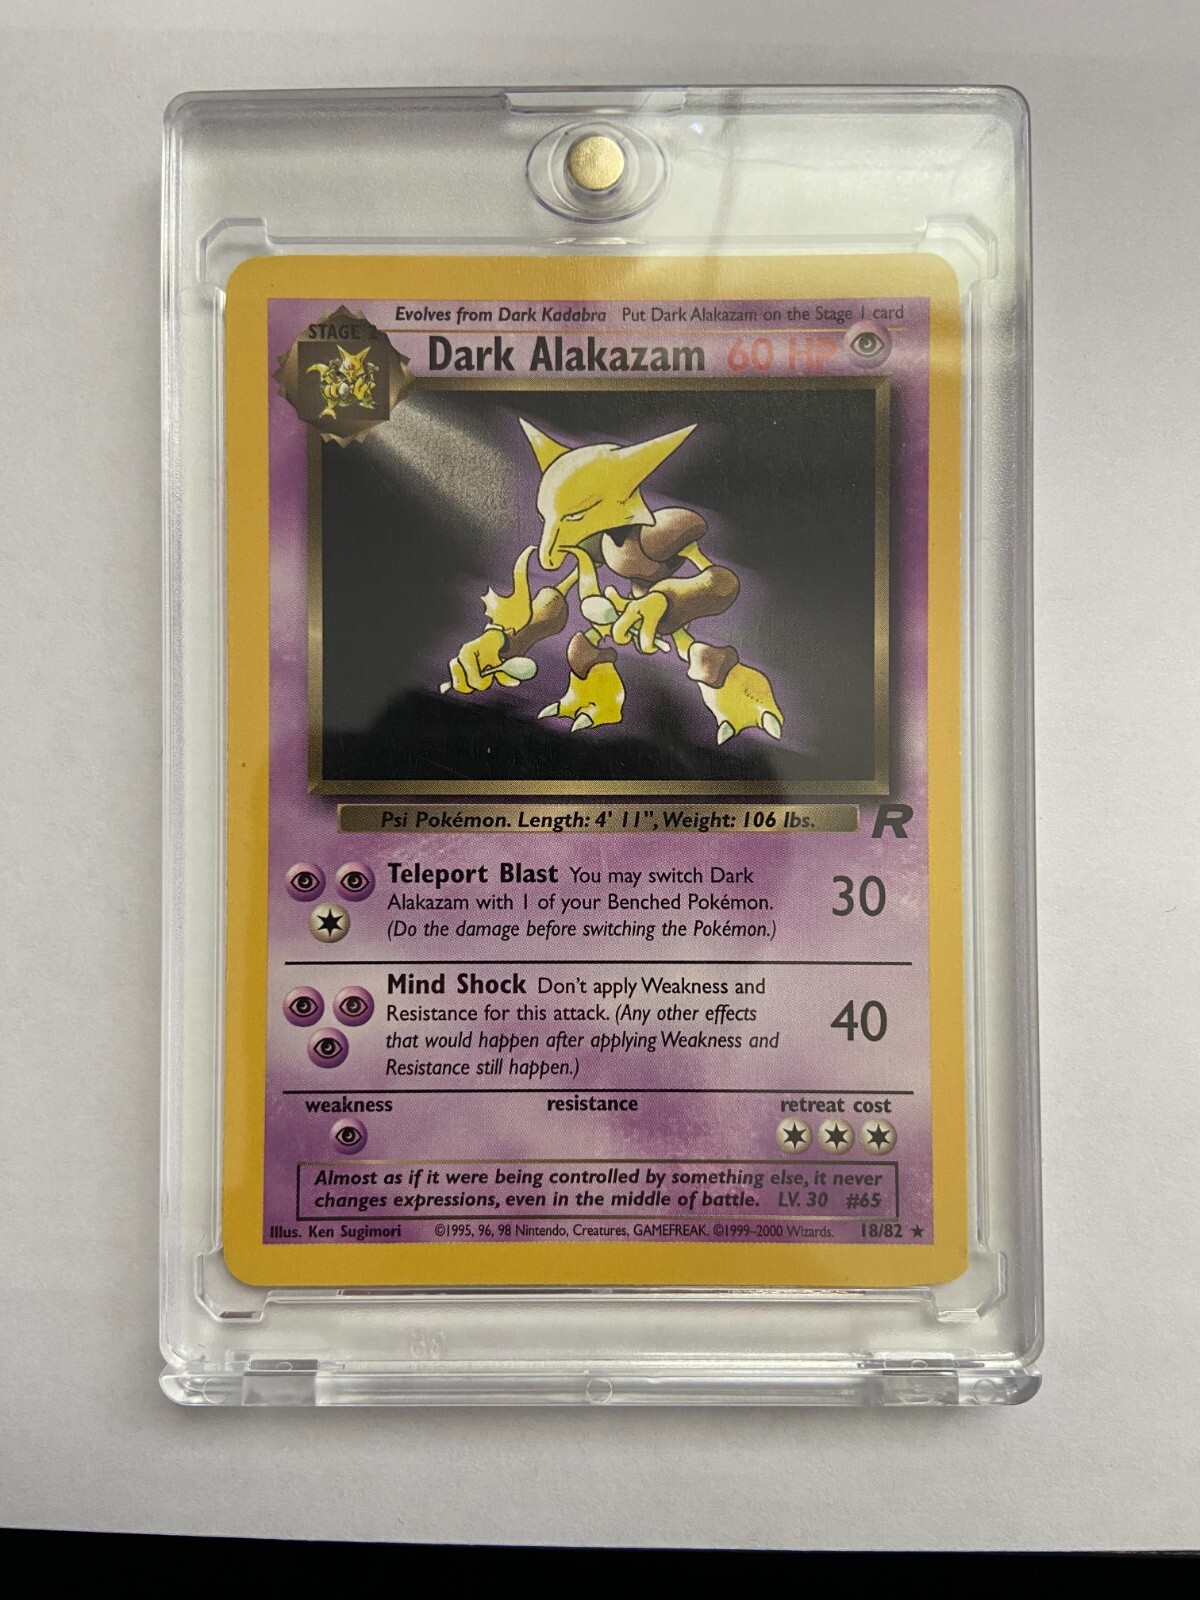 Evolves from Dark Kadabra Put Dark Alakazam on the Stage 1 card
STAGE 2
Dark Alakazam 60 HP
Psi Pokémon. Length: 4' 11", Weight: 106 lbs.
R
Teleport Blast You may switch Dark
Alakazam with 1 of your Benched Pokémon.
(Do the damage before switching the Pokémon.)
30
Mind Shock Don't apply Weakness and
Resistance for this attack. (Any other effects
that would happen after applying Weakness and
Resistance still happen.)
40
weakness resistance retreat cost
Almost as if it were being controlled by something else, it never
changes expressions, even in the middle of battle. LV. 30 #65
Illus. Ken Sugimori ©1995, 96, 98 Nintendo, Creatures, GAMEFREAK. ©1999–2000 Wizards. 18/82 ★